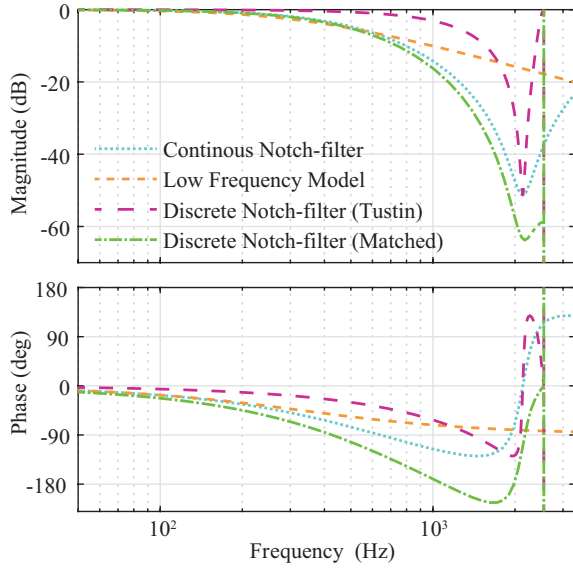 0
-20
-40
-60
Magnitude (dB)
Continous Notch-filter
Low Frequency Model
Discrete Notch-filter (Tustin)
Discrete Notch-filter (Matched)
180
90
0
-90
-180
Phase (deg)
10²
10³
Frequency (Hz)